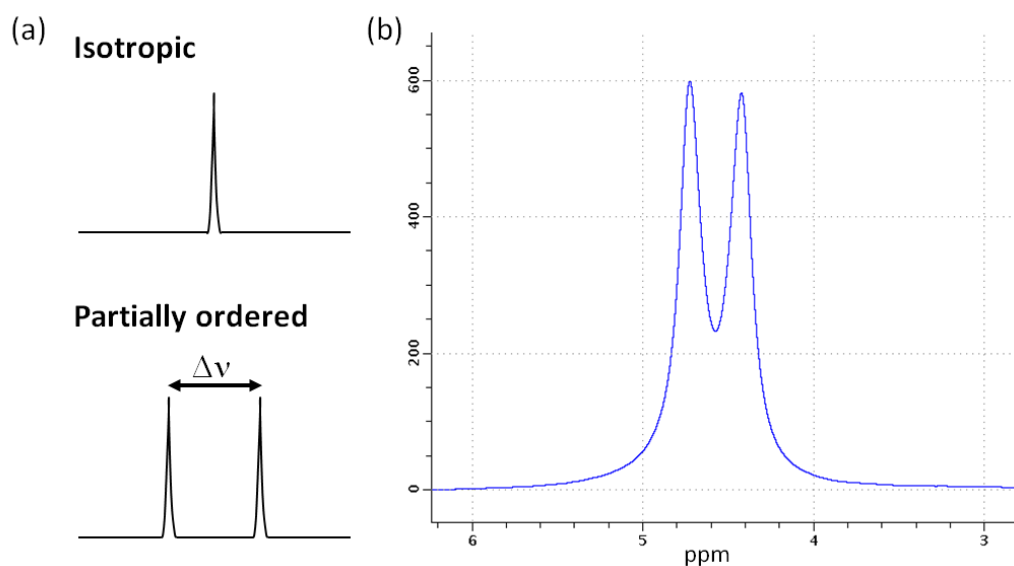 (a)
Isotropic
Partially ordered
Δν
(b)
600
400
200
0
6
5
4
3
ppm